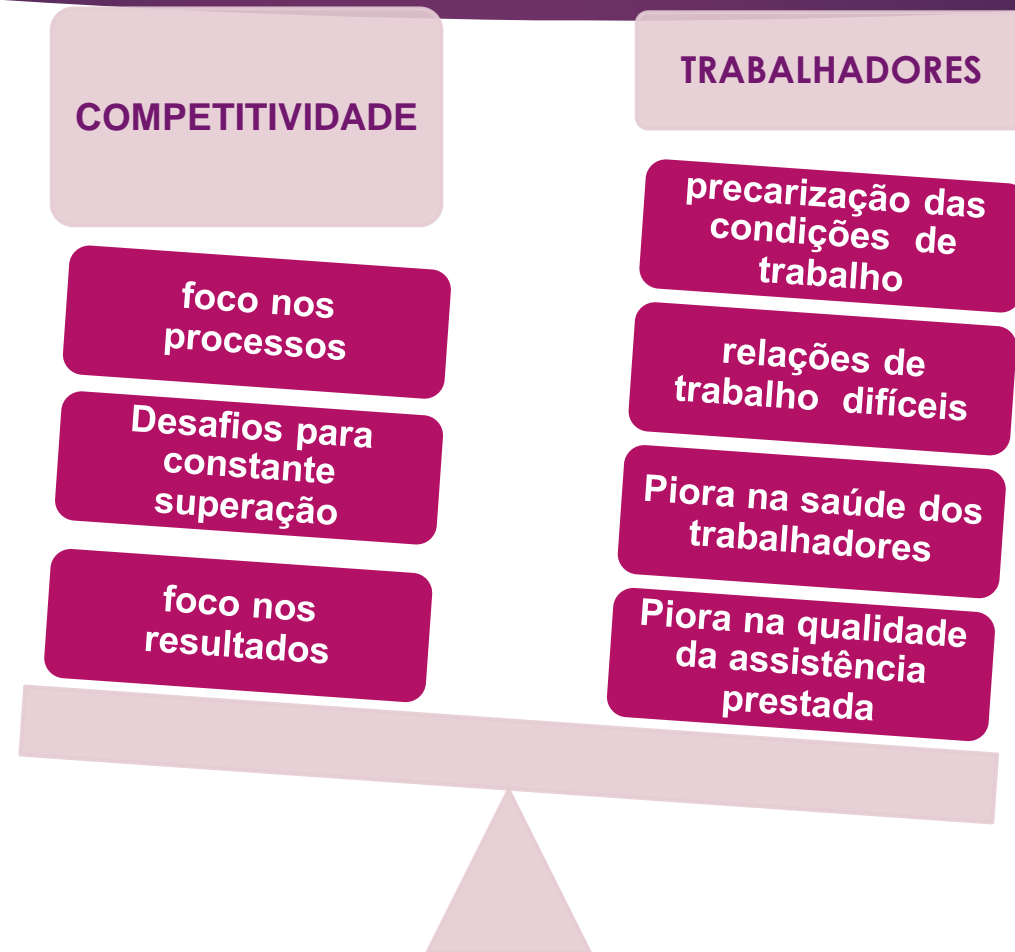 COMPETITIVIDADE
foco nos
processos
Desafios para
constante
superação
foco nos
resultados
TRABALHADORES
precarização das
condições de
trabalho
relações de
trabalho difíceis
Piora na saúde dos
trabalhadores
Piora na qualidade
da assistência
prestada